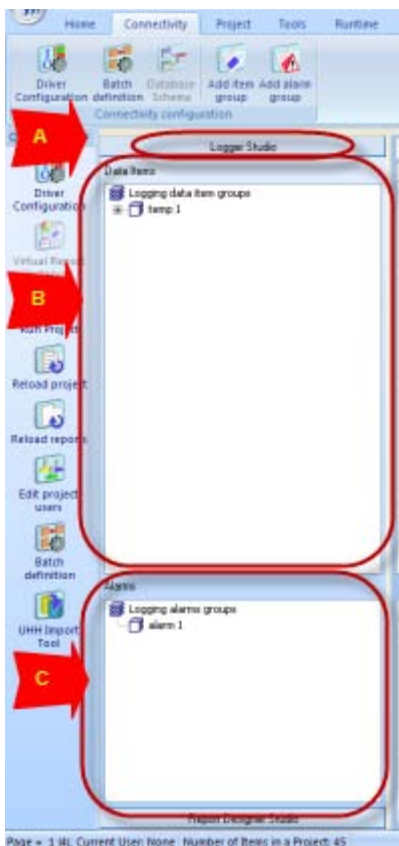 Home Connectivity Project Tools Runtime
Driver Configuration
Batch definition
Database Schema
Add item group
Add alarm group
Connectivity configuration
A
Logger Studio
Data Items
Driver Configuration
Logging data item groups
temp 1
Virtual Report
B
Run Project
Reload project
Reload reports
Edit project users
Batch definition
Alarms
Logging alarms groups
alarm 1
UHH Import Tool
C
Report Designer Studio
Page = 1 |4|, Current User: None Number of Items in a Project: 45